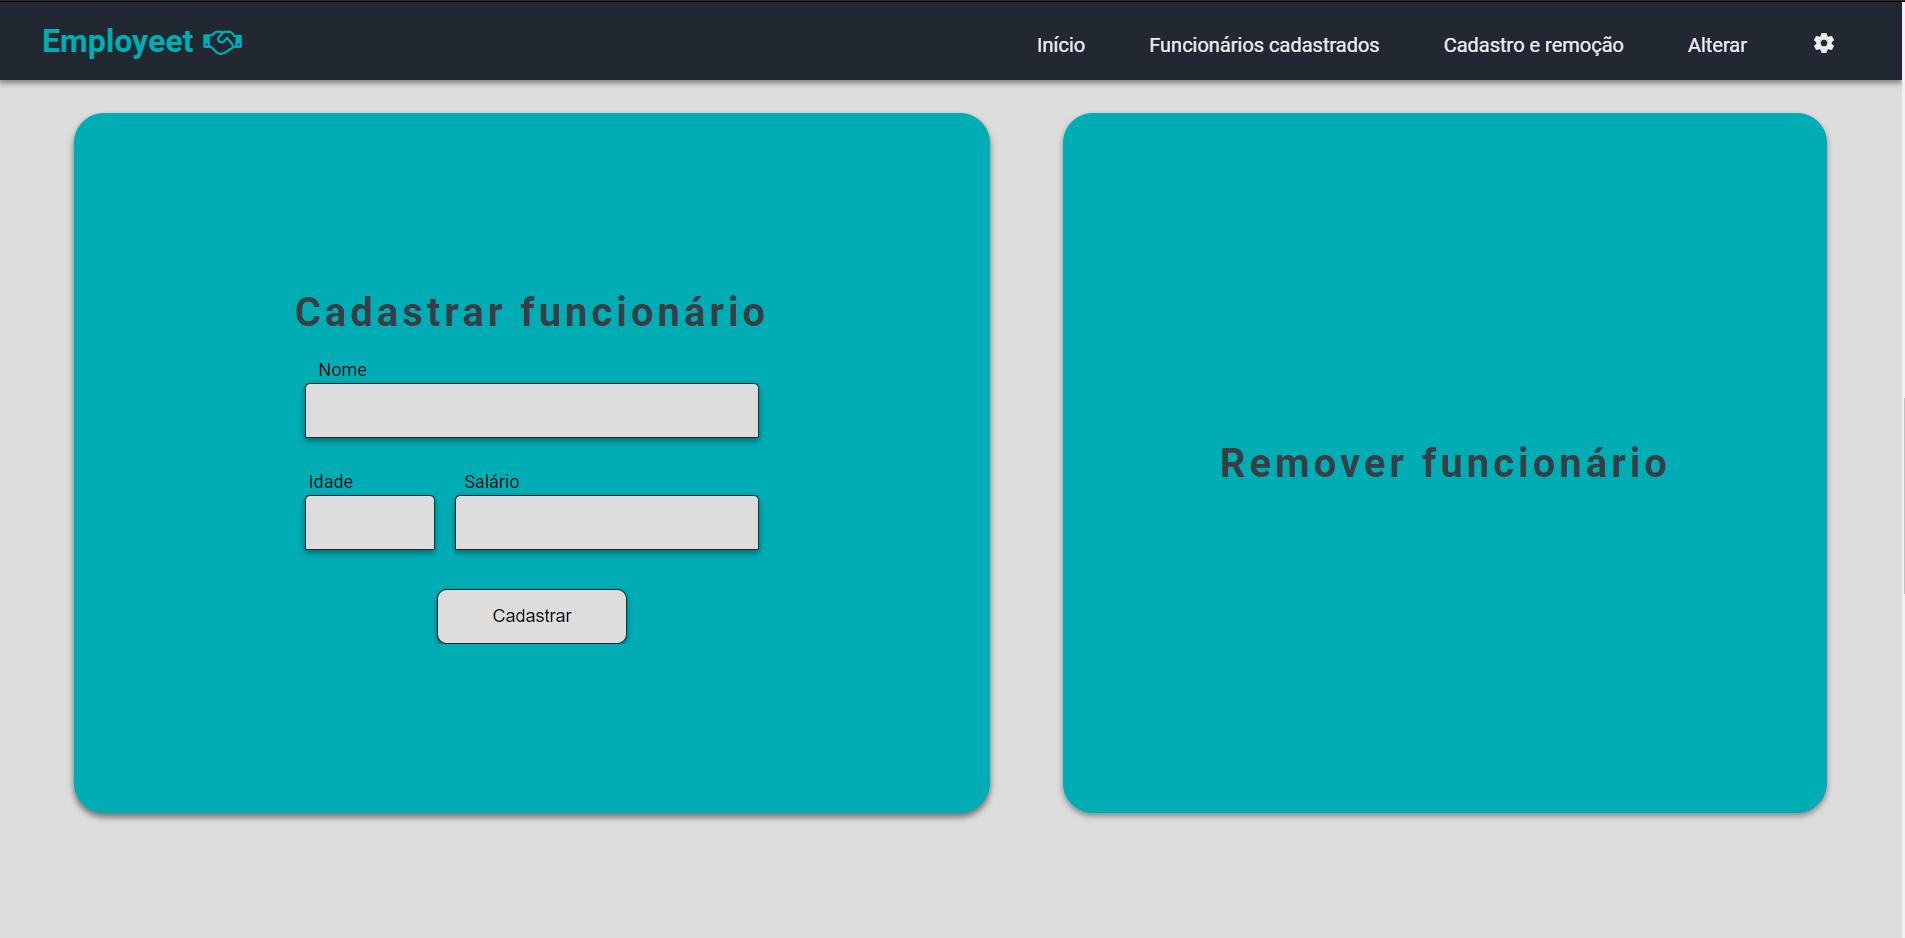 Employeet
Início Funcionários cadastrados Cadastro e remoção Alterar
Cadastrar funcionário
Nome
Idade Salário
Cadastrar
Remover funcionário